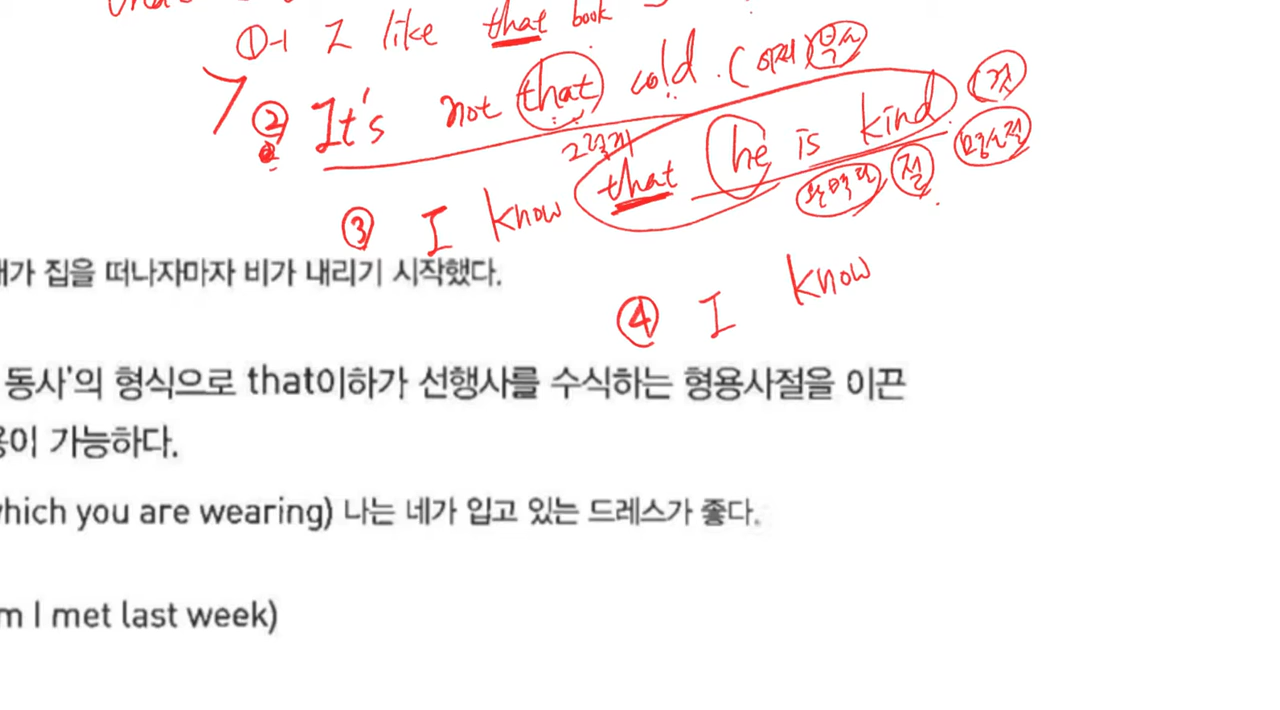 ①-1 I like that book
② It's not that cold. (어찌) 부사
그렇게
③ I know that he is kind (것)
완벽한 절 명사절
④ I know
가 집을 떠나자마자 비가 내리기 시작했다.
동사'의 형식으로 that이하가 선행사를 수식하는 형용사절을 이끈
용이 가능하다.
which you are wearing) 나는 네가 입고 있는 드레스가 좋다.
m I met last week)